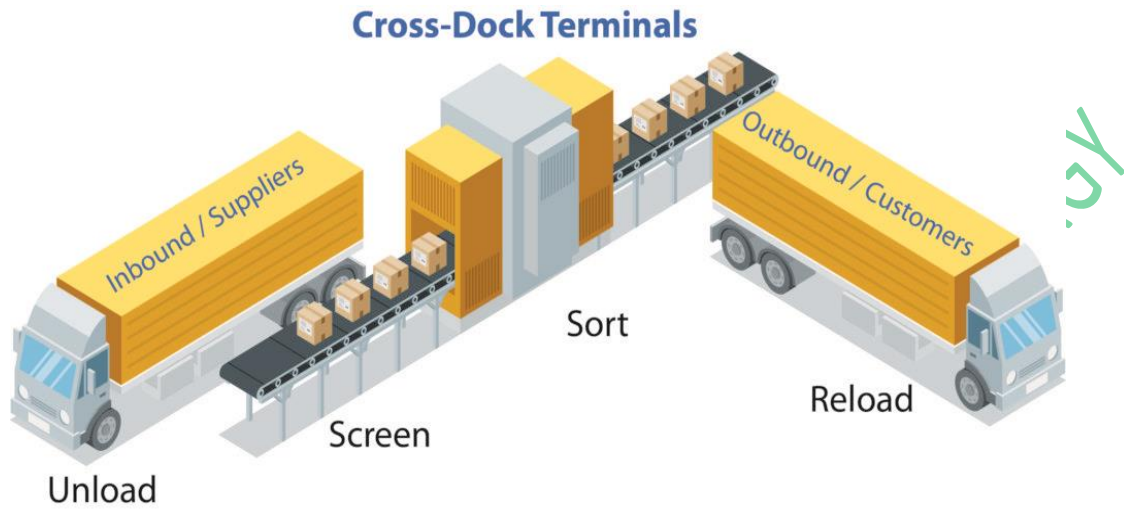 Cross-Dock Terminals
Inbound / Suppliers
Outbound / Customers
Sort
Reload
Screen
Unload